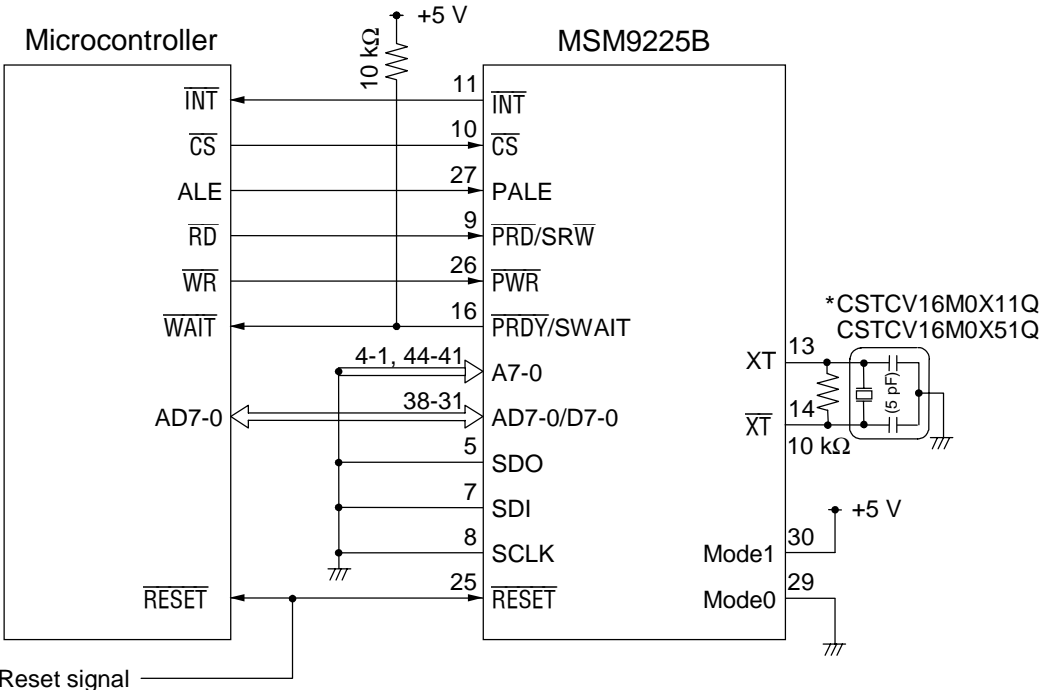 +5 V
Microcontroller
10 kΩ
MSM9225B
INT
11
INT
CS
10
CS
ALE
27
PALE
RD
9
PRD/SRW
WR
26
PWR
WAIT
16
PRDY/SWAIT
*CSTCV16M0X11Q
CSTCV16M0X51Q
4-1, 44-41
A7-0
XT
13
(5 pF)
AD7-0
38-31
AD7-0/D7-0
XT
14
10 kΩ
5
SDO
7
SDI
+5 V
8
SCLK
Mode1
30
RESET
25
RESET
Mode0
29
Reset signal